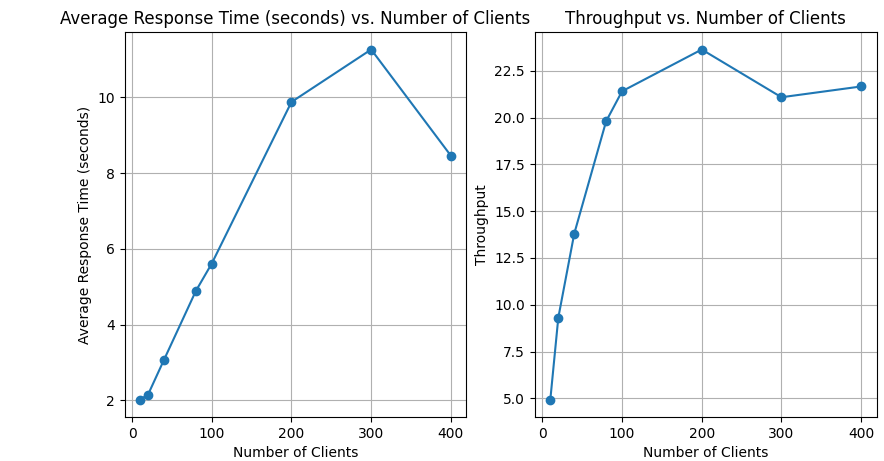 Average Response Time (seconds) vs. Number of Clients
Average Response Time (seconds)
10
8
6
4
2
0 100 200 300 400
Number of Clients
Throughput vs. Number of Clients
Throughput
22.5
20.0
17.5
15.0
12.5
10.0
7.5
5.0
0 100 200 300 400
Number of Clients